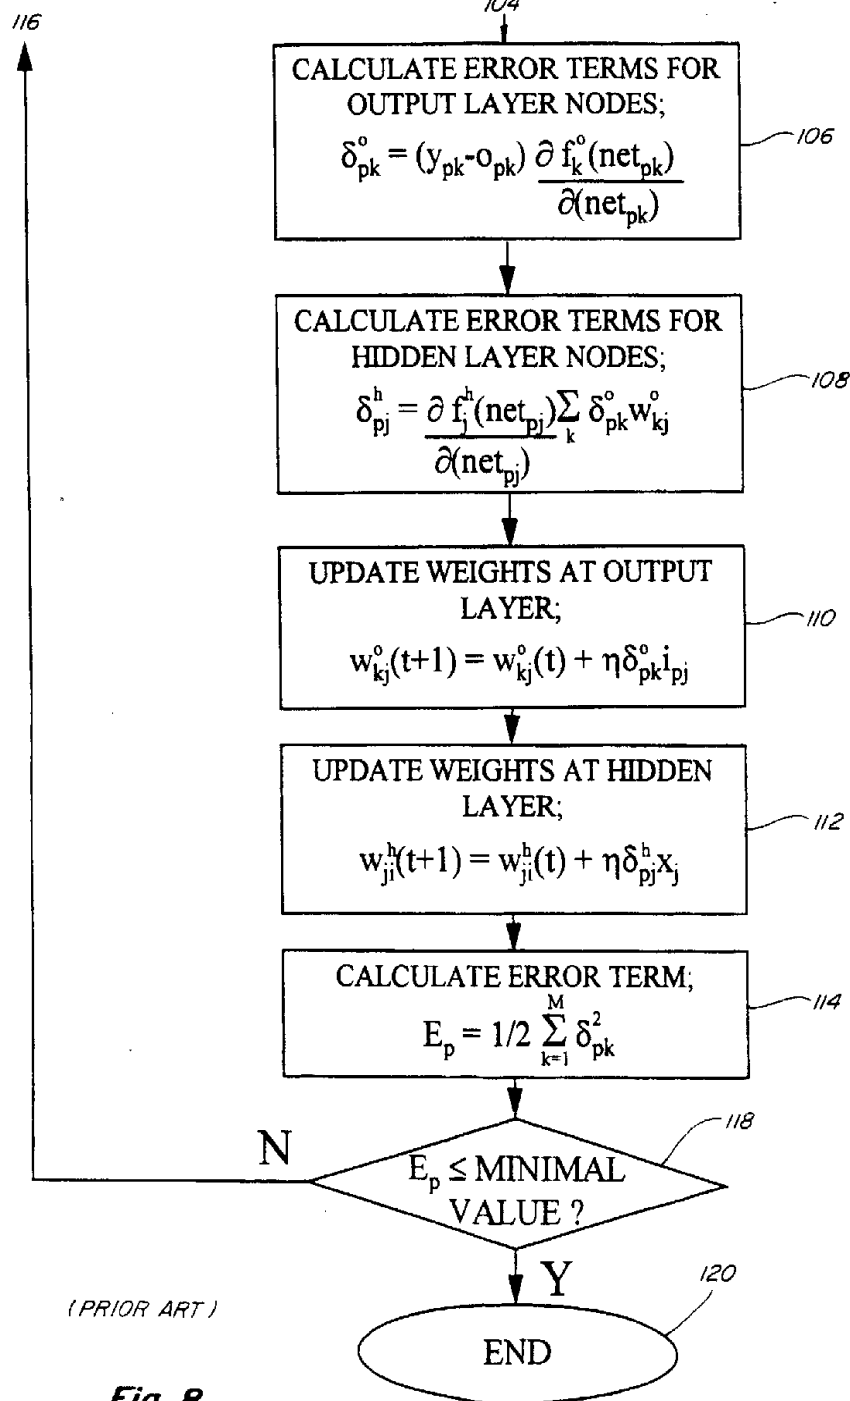 116
104
CALCULATE ERROR TERMS FOR
OUTPUT LAYER NODES;
δ°pk = (ypk-opk) ∂ f°k(netpk)
∂(netpk)
106
CALCULATE ERROR TERMS FOR
HIDDEN LAYER NODES;
δʰpj = ∂ fʰj(netpj) Σ δ°pk w°kj
k
∂(netpj)
108
UPDATE WEIGHTS AT OUTPUT
LAYER;
w°kj(t+1) = w°kj(t) + ηδ°pk ipj
110
UPDATE WEIGHTS AT HIDDEN
LAYER;
wʰji(t+1) = wʰji(t) + ηδʰpj xj
112
CALCULATE ERROR TERM;
M
Ep = 1/2 Σ δ²pk
k=1
114
118
N
Ep ≤ MINIMAL
VALUE ?
Y
120
END
(PRIOR ART)
Fig. 8